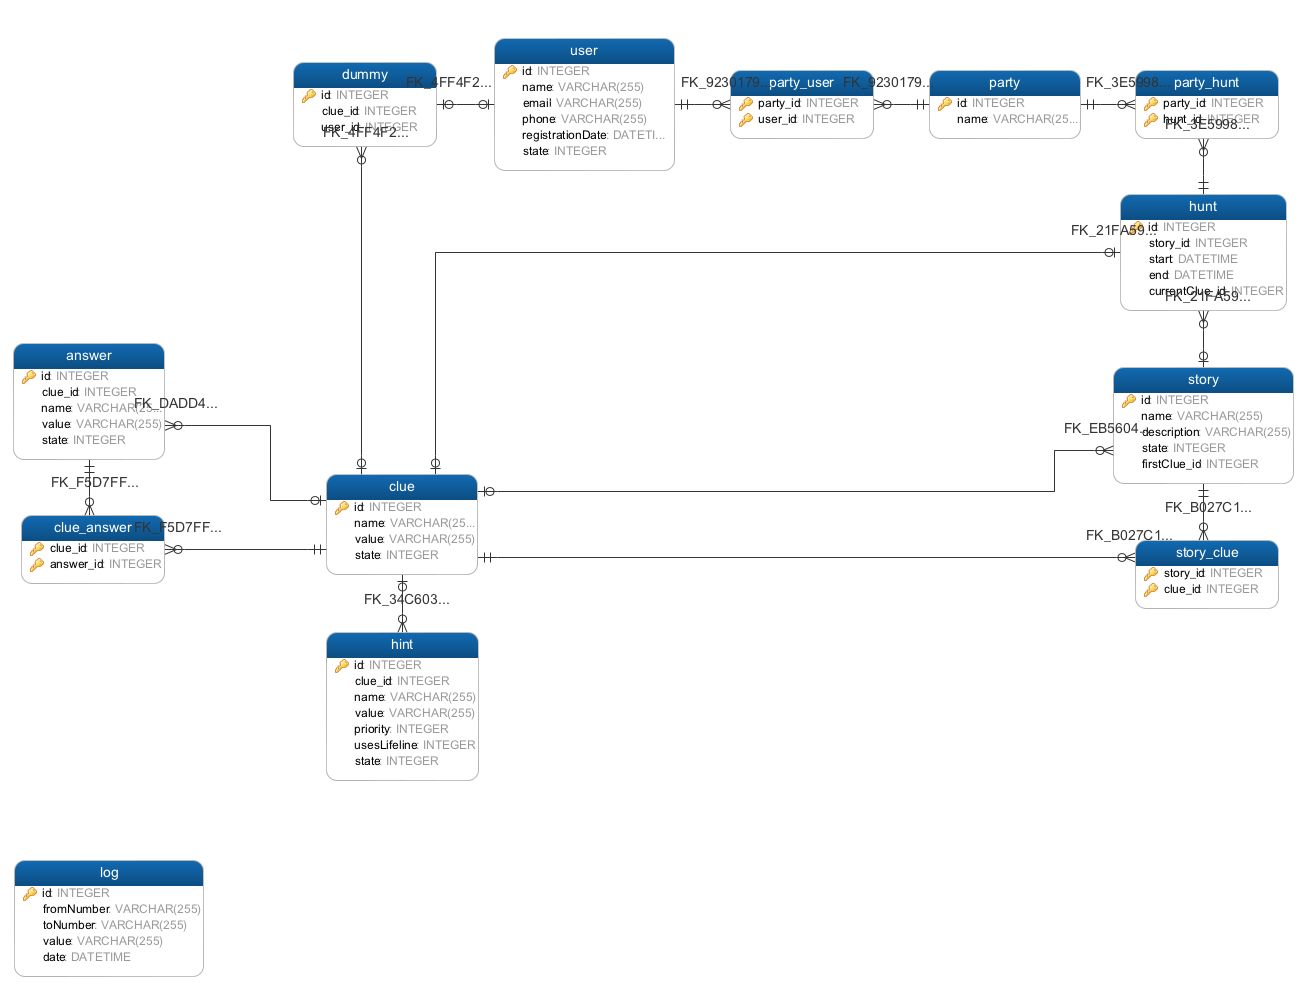 dummy
id: INTEGER
clue_id: INTEGER
user_id: INTEGER
FK_4FF4F2...
FK_4FF4F2...
user
id: INTEGER
name: VARCHAR(255)
email: VARCHAR(255)
phone: VARCHAR(255)
registrationDate: DATETI...
state: INTEGER
FK_9230179...
party_user
party_id: INTEGER
user_id: INTEGER
FK_9230179...
party
id: INTEGER
name: VARCHAR(25...
FK_3E5998...
party_hunt
party_id: INTEGER
hunt_id: INTEGER
FK_3E5998...
hunt
id: INTEGER
story_id: INTEGER
start: DATETIME
end: DATETIME
currentClue_id: INTEGER
FK_21FA59...
FK_21FA59...
story
id: INTEGER
name: VARCHAR(255)
description: VARCHAR(255)
state: INTEGER
firstClue_id: INTEGER
FK_EB5604...
FK_B027C1...
FK_B027C1...
story_clue
story_id: INTEGER
clue_id: INTEGER
answer
id: INTEGER
clue_id: INTEGER
name: VARCHAR(25...
value: VARCHAR(255)
state: INTEGER
FK_DADD4...
FK_F5D7FF...
clue_answer
clue_id: INTEGER
answer_id: INTEGER
FK_F5D7FF...
clue
id: INTEGER
name: VARCHAR(25...
value: VARCHAR(255)
state: INTEGER
FK_34C603...
hint
id: INTEGER
clue_id: INTEGER
name: VARCHAR(255)
value: VARCHAR(255)
priority: INTEGER
usesLifeline: INTEGER
state: INTEGER
log
id: INTEGER
fromNumber: VARCHAR(255)
toNumber: VARCHAR(255)
value: VARCHAR(255)
date: DATETIME